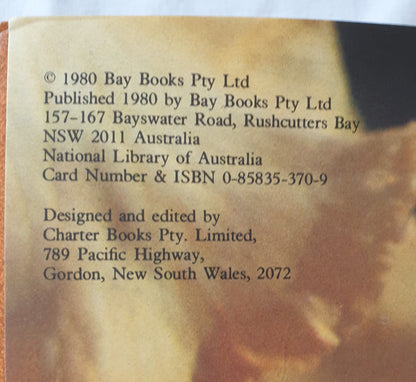 © 1980 Bay Books Pty Ltd
Published 1980 by Bay Books Pty Ltd
157-167 Bayswater Road, Rushcutters Bay
NSW 2011 Australia
National Library of Australia
Card Number & ISBN 0-85835-370-9
Designed and edited by
Charter Books Pty. Limited,
789 Pacific Highway,
Gordon, New South Wales, 2072